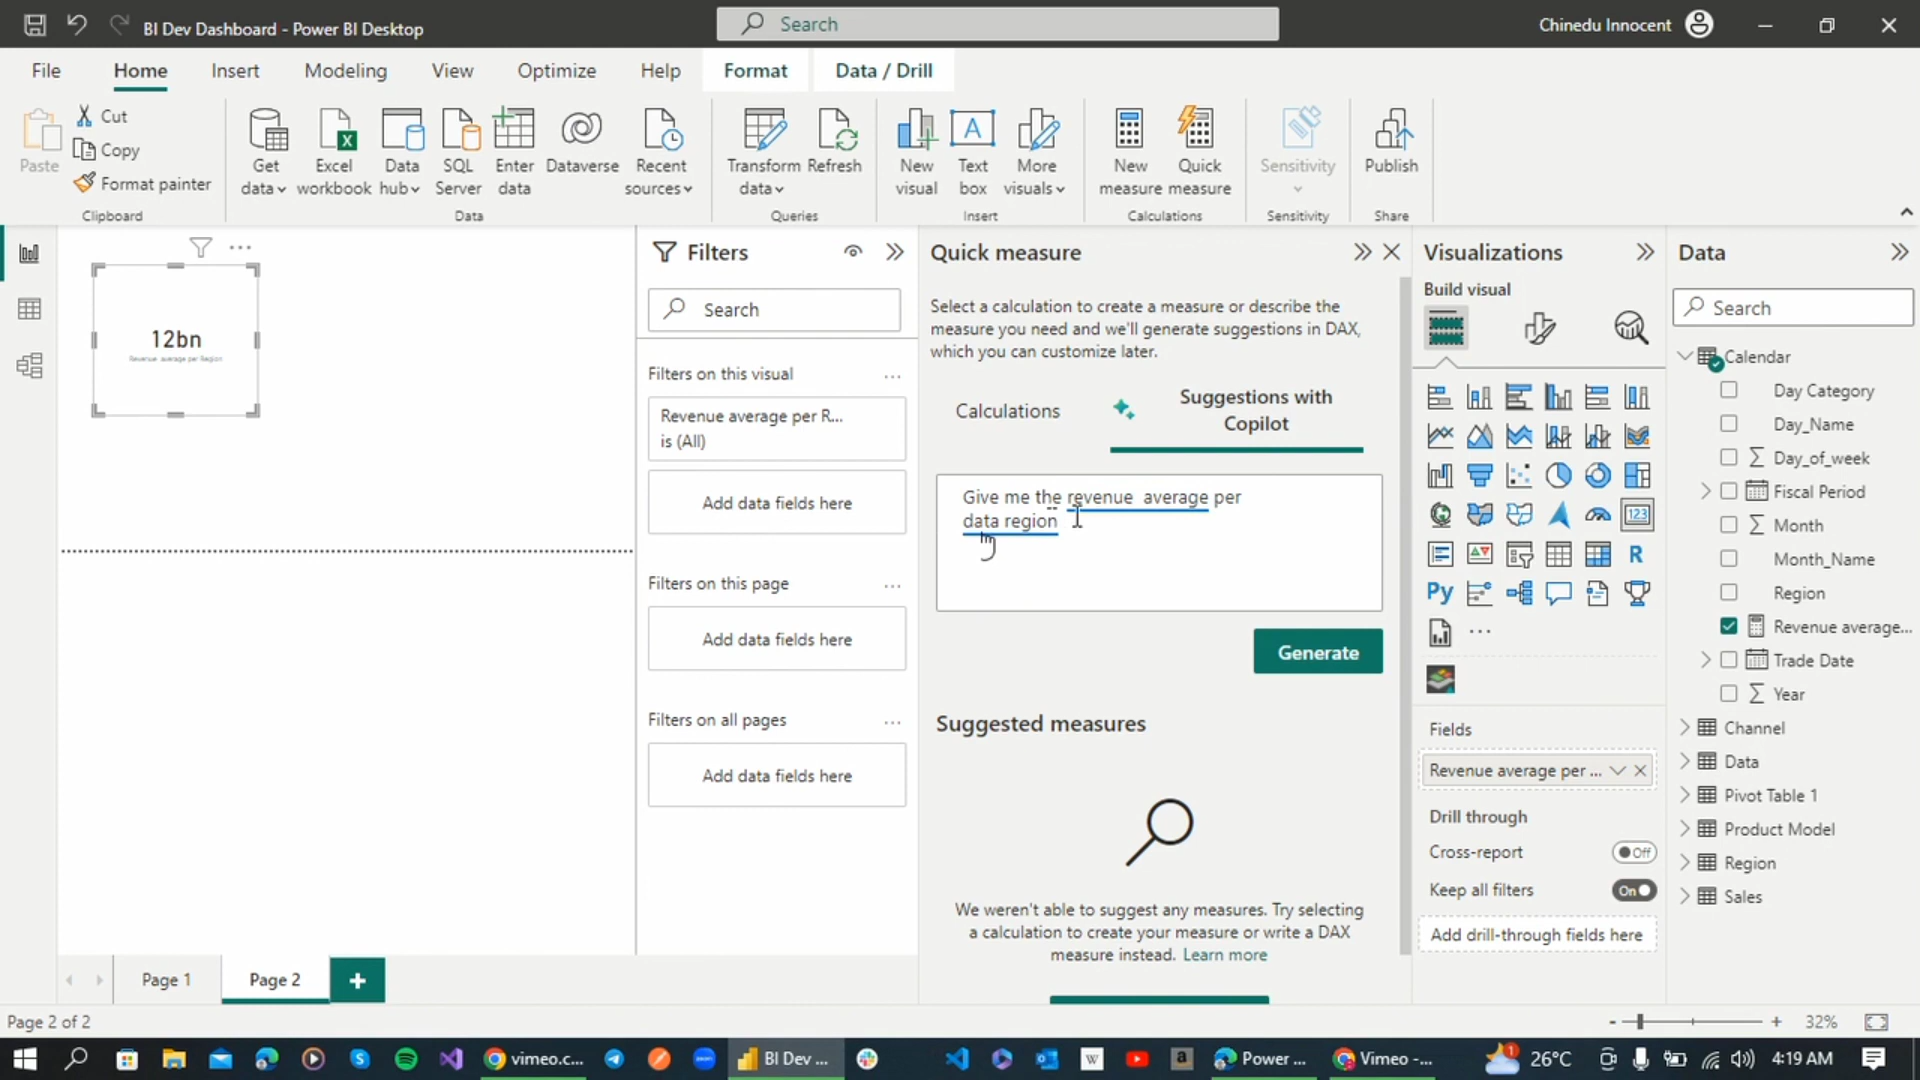 BI Dev Dashboard - Power BI Desktop
Search
Chinedu Innocent
File
Home
Insert
Modeling
View
Optimize
Help
Format
Data / Drill
Paste
Cut
Copy
Format painter
Clipboard
Get
data
Excel
workbook
Data
hub
SQL
Server
Enter
data
Dataverse
Recent
sources
Data
Transform
data
Refresh
Queries
New
visual
A
Text
box
More
visuals
Insert
New
measure
Quick
measure
Calculations
Sensitivity
Sensitivity
Publish
Share
12bn
Revenue average per Region
Filters
Search
Filters on this visual
...
Revenue average per R...
is (All)
Add data fields here
Filters on this page
...
Add data fields here
Filters on all pages
...
Add data fields here
Quick measure
Select a calculation to create a measure or describe the
measure you need and we'll generate suggestions in DAX,
which you can customize later.
Calculations
Suggestions with
Copilot
Give me the revenue average per
data region
Generate
Suggested measures
We weren't able to suggest any measures. Try selecting
a calculation to create your measure or write a DAX
measure instead. Learn more
Visualizations
Build visual
123
R
Py
...
Fields
Revenue average per ...
Drill through
Cross-report
Off
Keep all filters
On
Add drill-through fields here
Data
Search
Calendar
Day Category
Day_Name
Day_of_week
Fiscal Period
Month
Month_Name
Region
Revenue average...
Trade Date
Year
Channel
Data
Pivot Table 1
Product Model
Region
Sales
Page 1
Page 2
+
Page 2 of 2
- + 32%
vimeo.c...
BI Dev ...
Power ...
Vimeo -...
1
26°C
4:19 AM